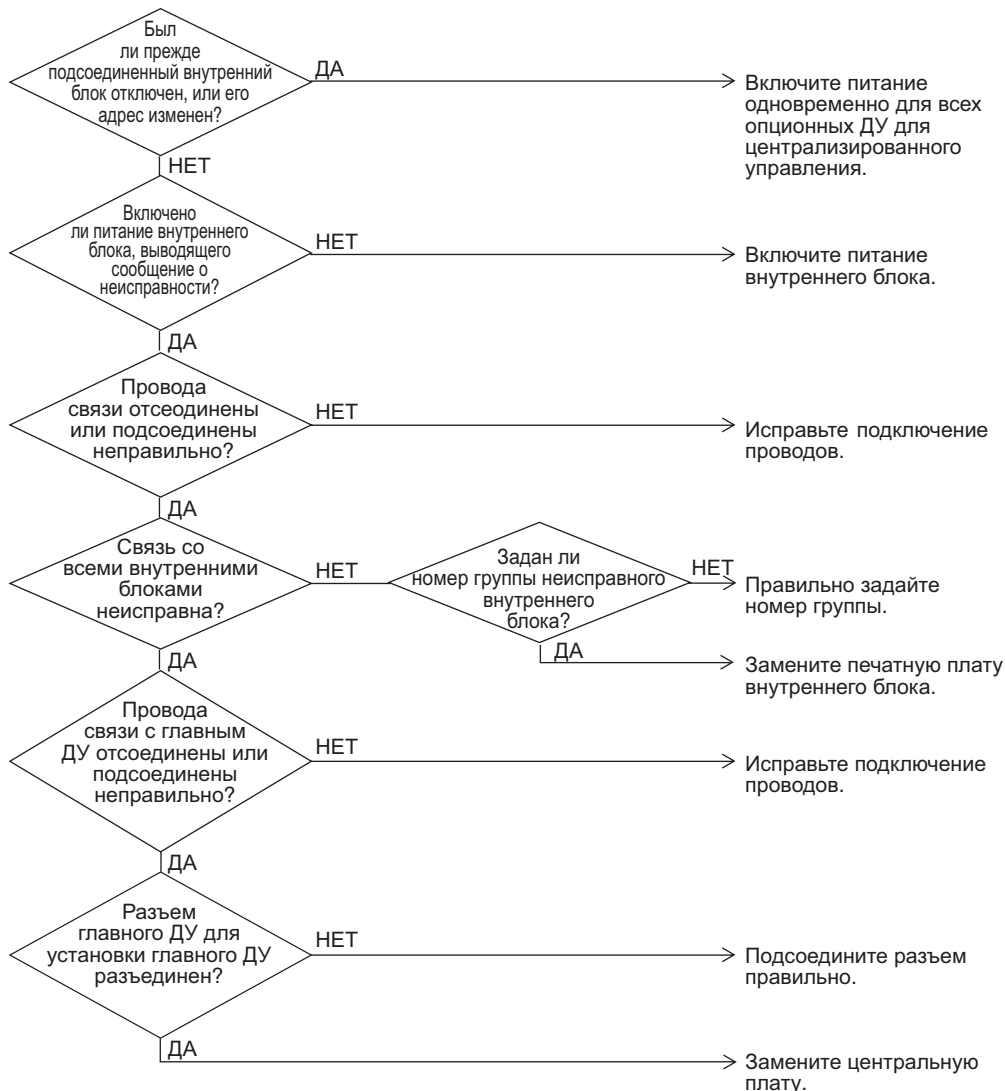 Был
ли прежде
подсоединенный внутренний
блок отключен, или его
адрес изменен?
ДА
Включите питание
одновременно для всех
опционных ДУ для
централизированного
управления.
НЕТ
Включено
ли питание внутреннего
блока, выводящего
сообщение о
неисправности?
НЕТ
Включите питание
внутреннего блока.
ДА
Провода
связи отсеодинены
или подсоединены
неправильно?
НЕТ
Исправьте подключение
проводов.
ДА
Связь со
всеми внутренними
блоками
неисправна?
НЕТ
Задан ли
номер группы неисправного
внутреннего
блока?
НЕТ
Правильно задайте
номер группы.
ДА
Замените печатную плату
внутреннего блока.
ДА
Провода
связи с главным
ДУ отсоединены или
подсоединены
неправильно?
НЕТ
Исправьте подключение
проводов.
ДА
Разъем
главного ДУ для
установки главного ДУ
разъединен?
НЕТ
Подсоедините разъем
правильно.
ДА
Замените центральную
плату.